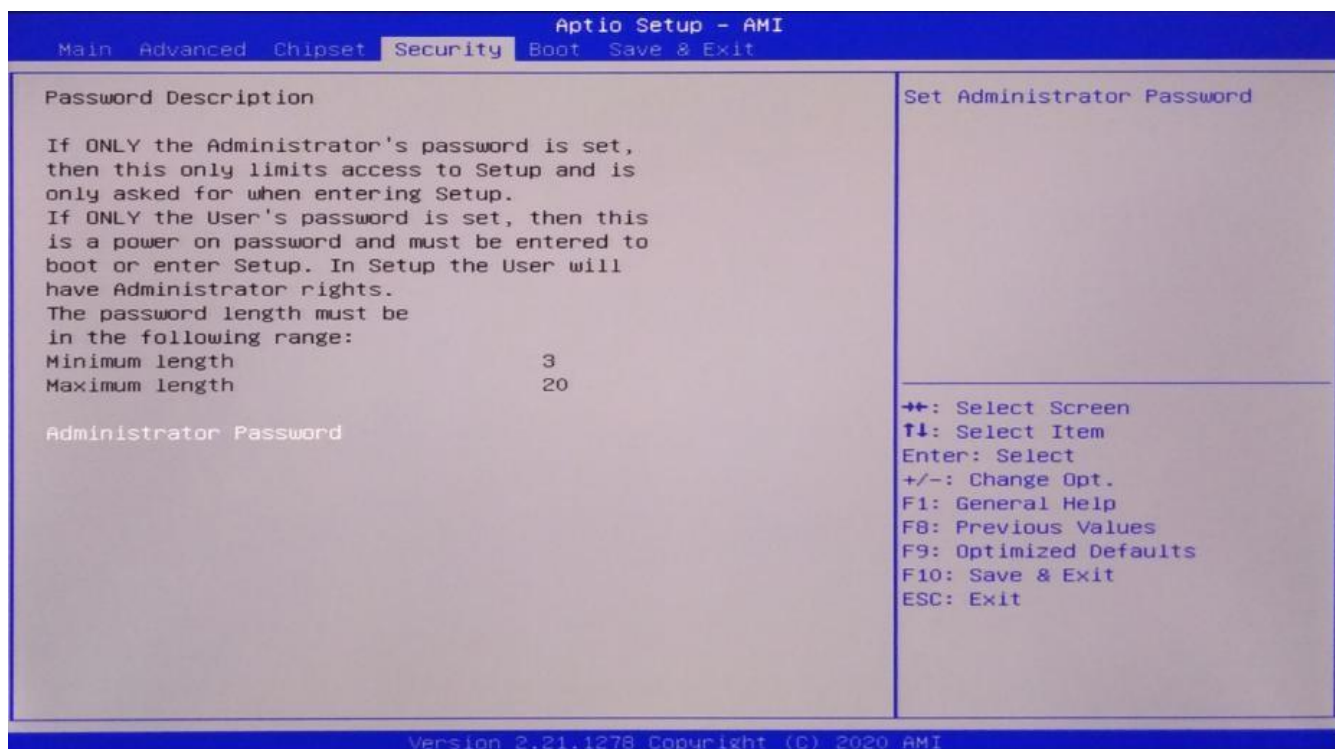 Aptio Setup - AMI
Main Advanced Chipset Security Boot Save & Exit
Password Description
If ONLY the Administrator's password is set,
then this only limits access to Setup and is
only asked for when entering Setup.
If ONLY the User's password is set, then this
is a power on password and must be entered to
boot or enter Setup. In Setup the User will
have Administrator rights.
The password length must be
in the following range:
Minimum length 3
Maximum length 20
Administrator Password
Set Administrator Password
→←: Select Screen
↑↓: Select Item
Enter: Select
+/-: Change Opt.
F1: General Help
F8: Previous Values
F9: Optimized Defaults
F10: Save & Exit
ESC: Exit
Version 2.21.1278 Copyright (C) 2020 AMI